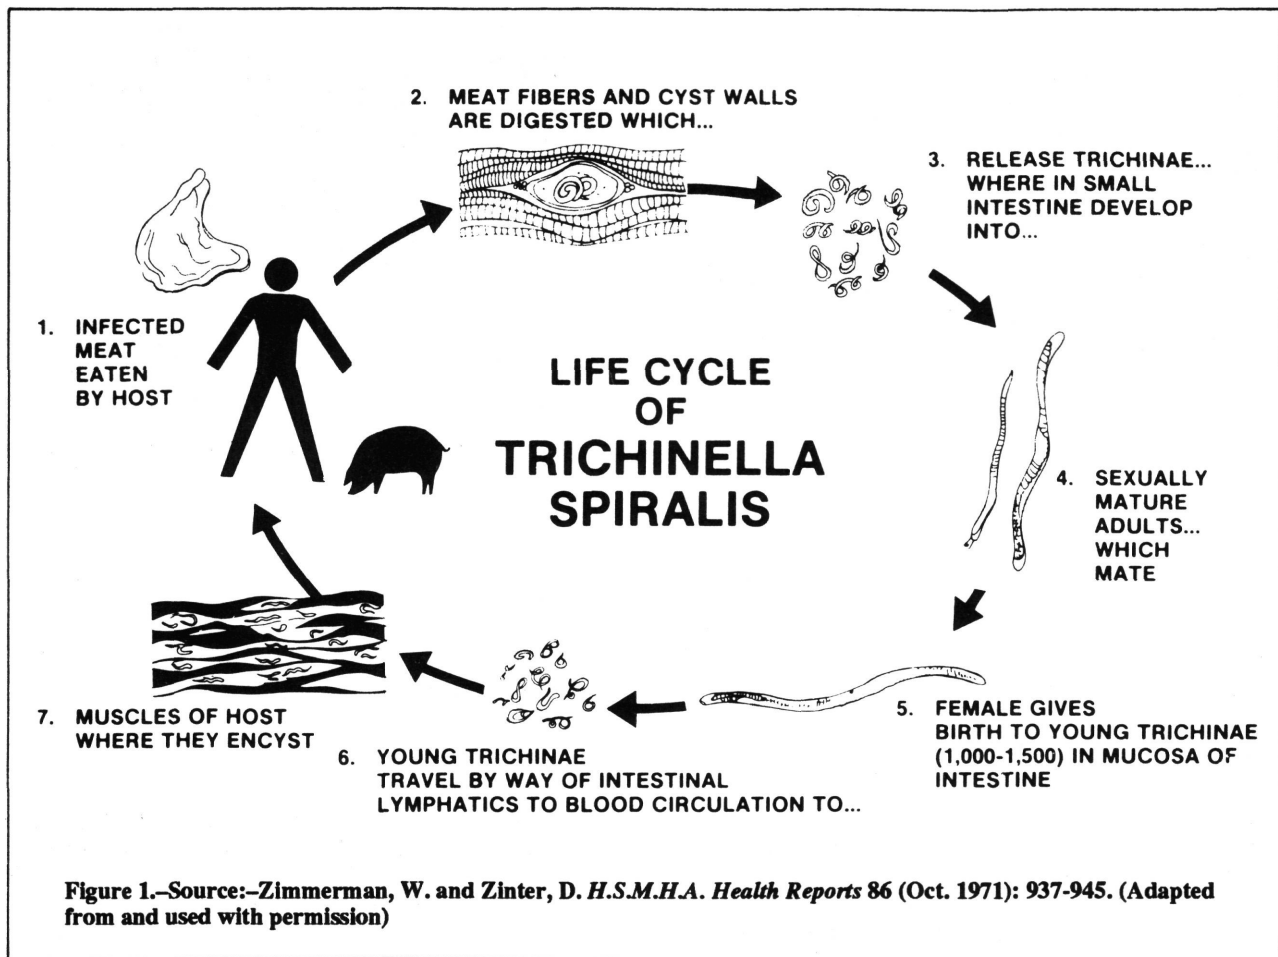 2. MEAT FIBERS AND CYST WALLS
ARE DIGESTED WHICH...
3. RELEASE TRICHINAE...
WHERE IN SMALL
INTESTINE DEVELOP
INTO...
1. INFECTED
MEAT
EATEN
BY HOST
LIFE CYCLE
OF
TRICHINELLA
SPIRALIS
4. SEXUALLY
MATURE
ADULTS...
WHICH
MATE
5. FEMALE GIVES
BIRTH TO YOUNG TRICHINAE
(1,000-1,500) IN MUCOSA OF
INTESTINE
6. YOUNG TRICHINAE
TRAVEL BY WAY OF INTESTINAL
LYMPHATICS TO BLOOD CIRCULATION TO...
7. MUSCLES OF HOST
WHERE THEY ENCYST
Figure 1.–Source:–Zimmerman, W. and Zinter, D. H.S.M.H.A. Health Reports 86 (Oct. 1971): 937-945. (Adapted
from and used with permission)